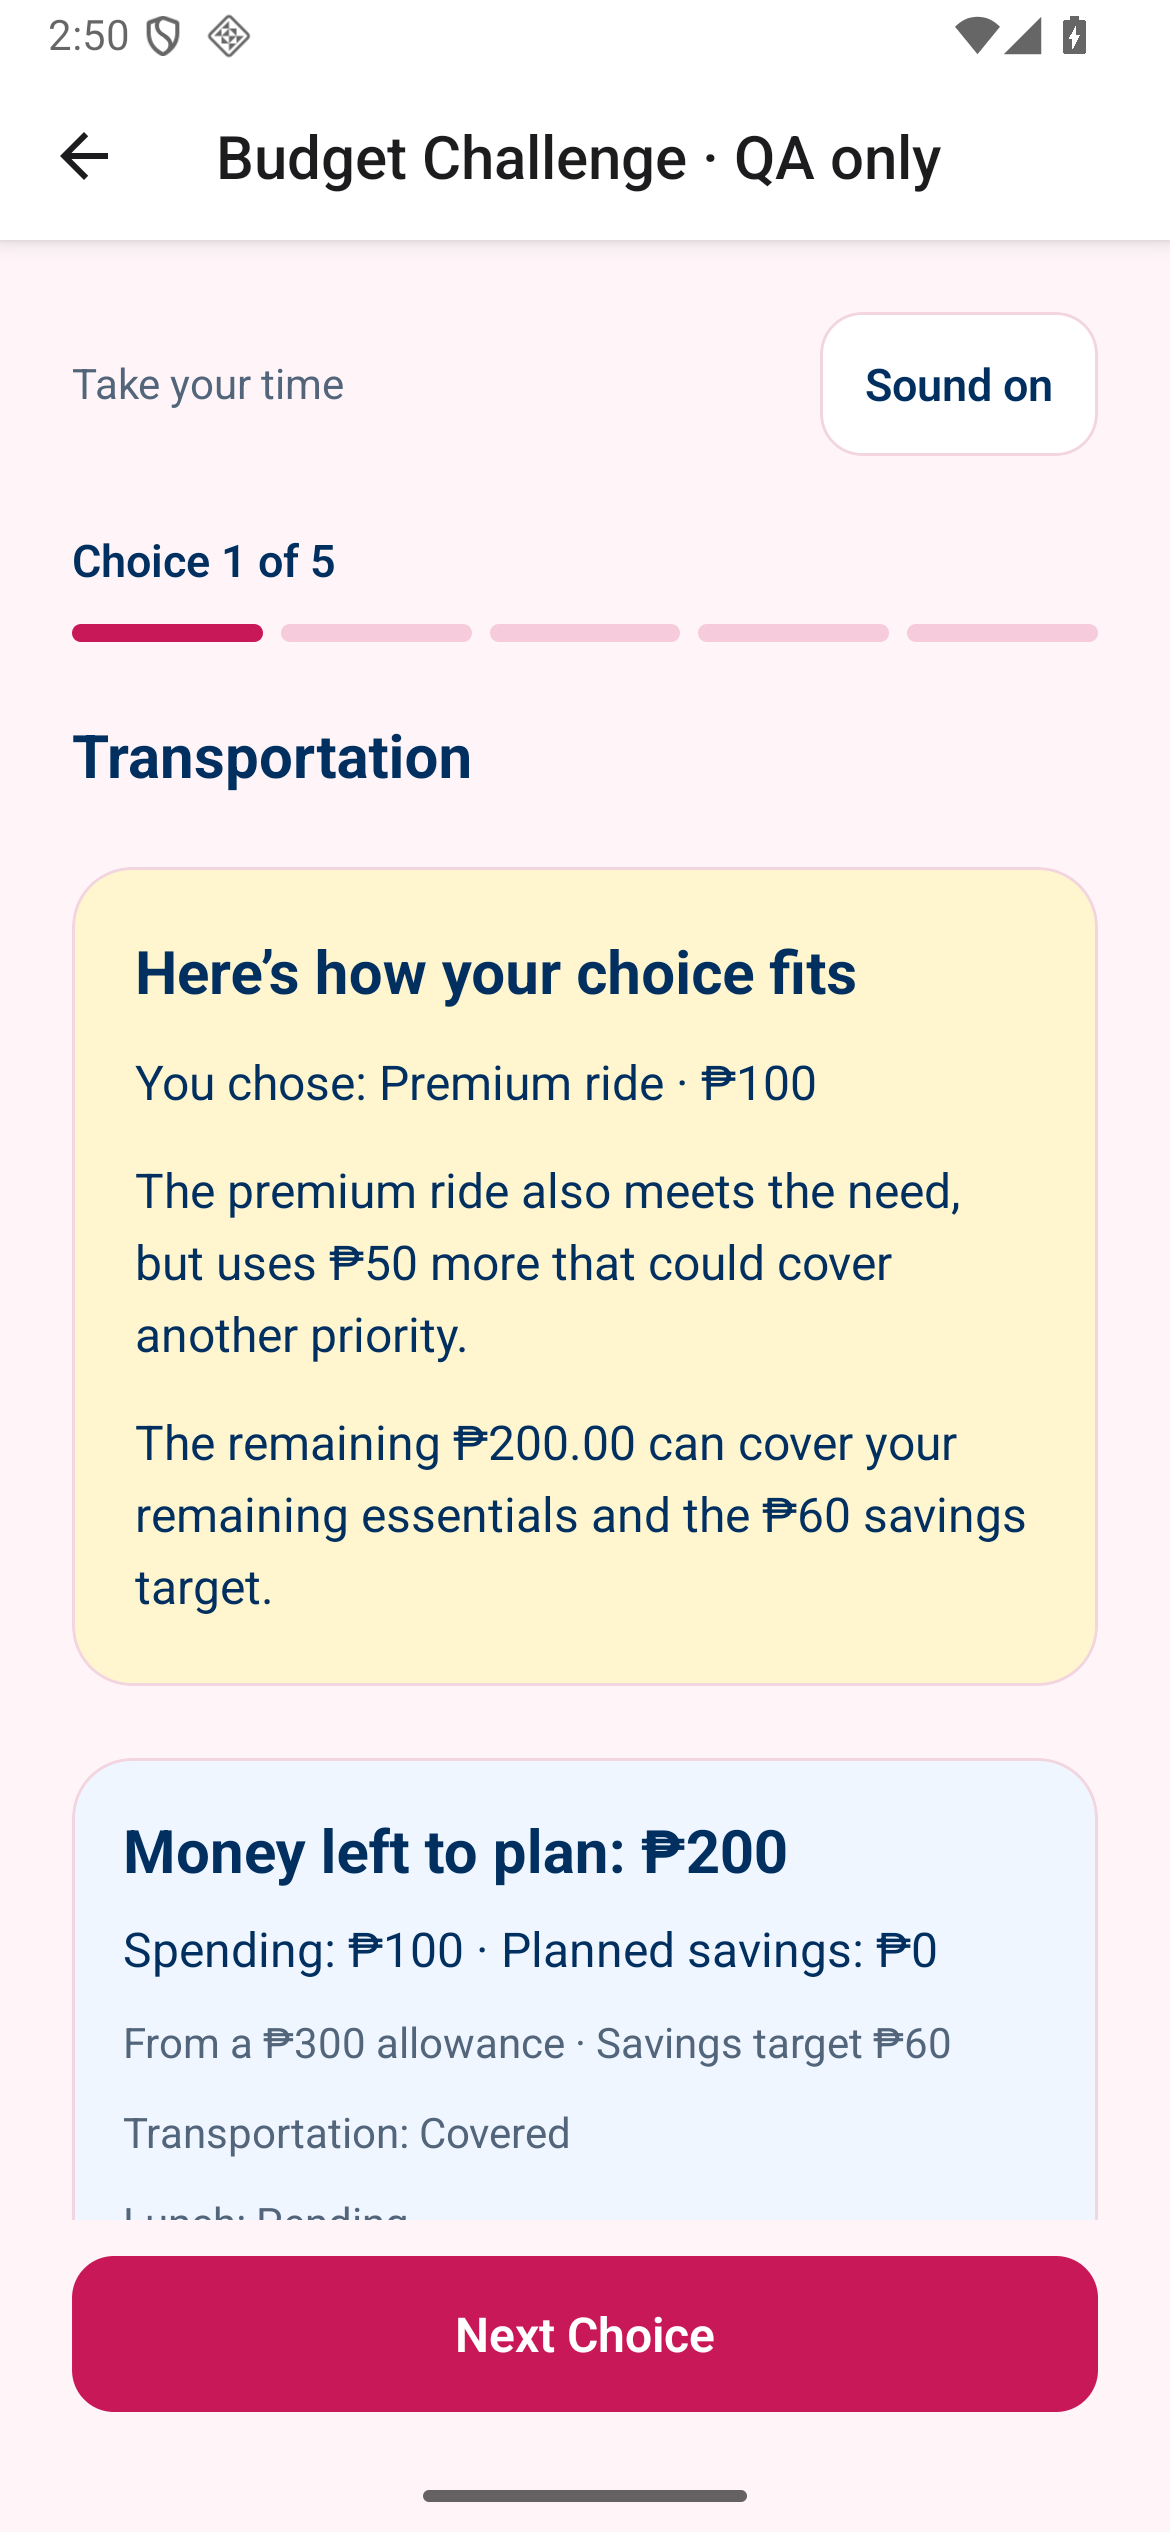 2:50
Budget Challenge · QA only
Take your time
Sound on
Choice 1 of 5
Transportation
Here’s how your choice fits
You chose: Premium ride · ₱100
The premium ride also meets the need,
but uses ₱50 more that could cover
another priority.
The remaining ₱200.00 can cover your
remaining essentials and the ₱60 savings
target.
Money left to plan: ₱200
Spending: ₱100 · Planned savings: ₱0
From a ₱300 allowance · Savings target ₱60
Transportation: Covered
Lunch: Pending
Next Choice